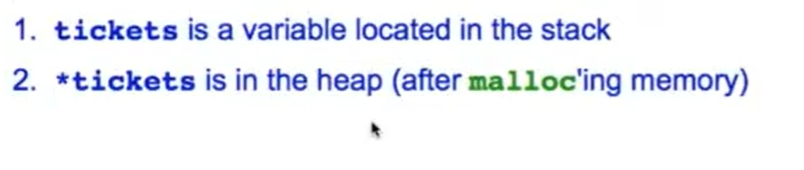 1. tickets is a variable located in the stack
2. *tickets is in the heap (after malloc'ing memory)